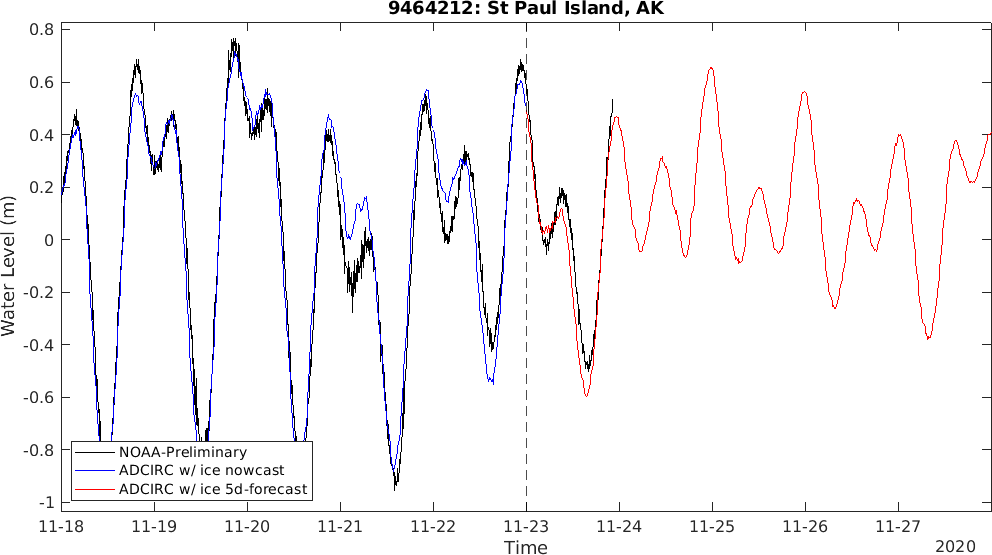 9464212: St Paul Island, AK
Water Level (m)
0.8
0.6
0.4
0.2
0
-0.2
-0.4
-0.6
-0.8
-1
NOAA-Preliminary
ADCIRC w/ ice nowcast
ADCIRC w/ ice 5d-forecast
11-18 11-19 11-20 11-21 11-22 11-23 11-24 11-25 11-26 11-27
Time
2020